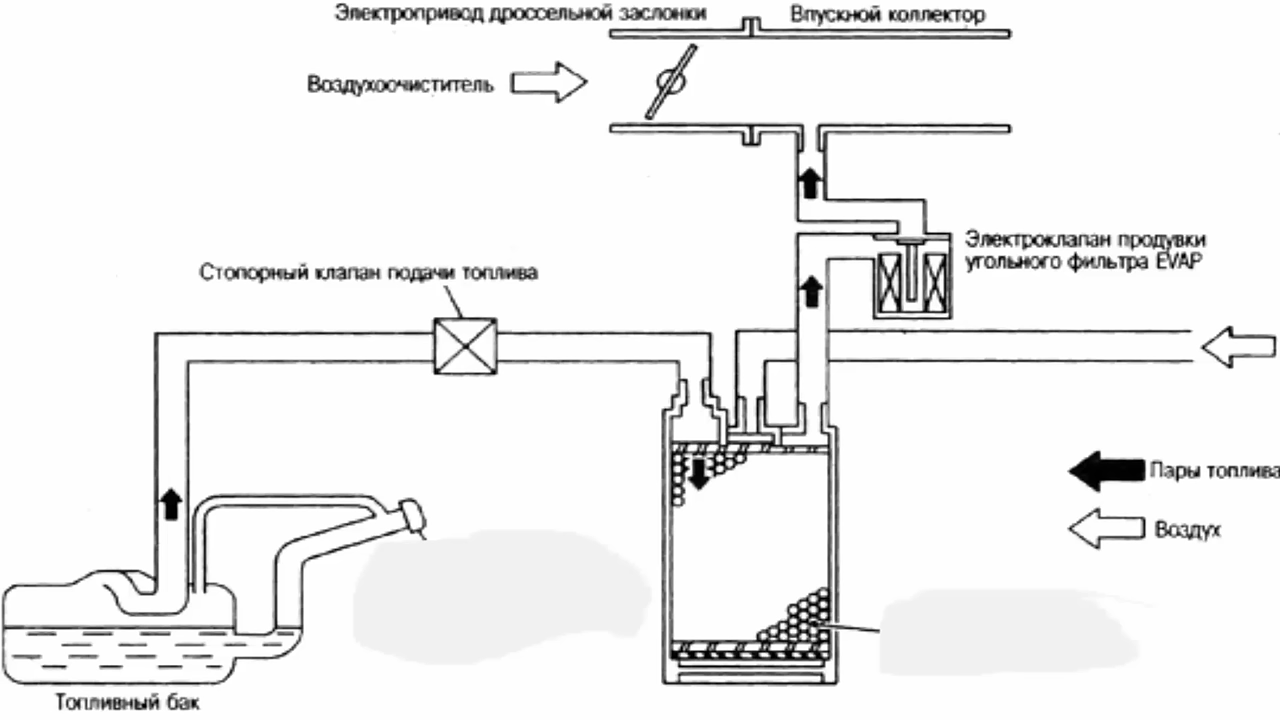 Электропривод дроссельной заслонки
Впускной коллектор
Воздухоочиститель
Электроклапан продувки
угольного фильтра EVAP
Стопорный клапан подачи топлива
Пары топлива
Воздух
Топливный бак